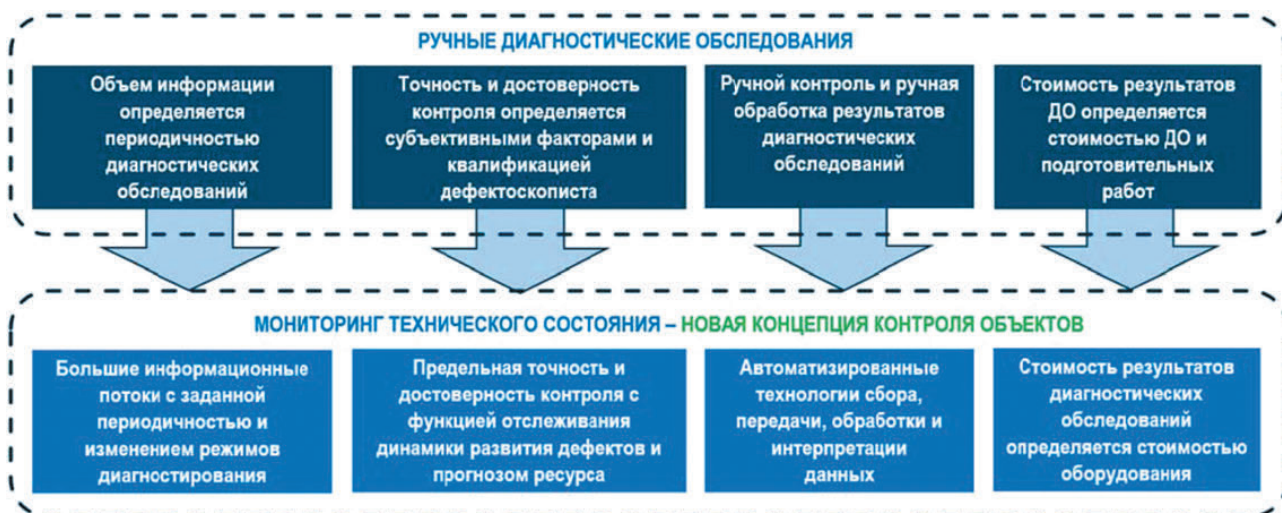 РУЧНЫЕ ДИАГНОСТИЧЕСКИЕ ОБСЛЕДОВАНИЯ
Объем информации
определяется
периодичностью
диагностических
обследований
Точность и достоверность
контроля определяется
субъективными факторами и
квалификацией
дефектоскописта
Ручной контроль и ручная
обработка результатов
диагностических
обследований
Стоимость результатов
ДО определяется
стоимостью ДО и
подготовительных
работ
МОНИТОРИНГ ТЕХНИЧЕСКОГО СОСТОЯНИЯ – НОВАЯ КОНЦЕПЦИЯ КОНТРОЛЯ ОБЪЕКТОВ
Большие информационные
потоки с заданной
периодичностью и
изменением режимов
диагностирования
Предельная точность и
достоверность контроля с
функцией отслеживания
динамики развития дефектов и
прогнозом ресурса
Автоматизированные
технологии сбора,
передачи, обработки и
интерпретации
данных
Стоимость результатов
диагностических
обследований
определяется стоимостью
оборудования